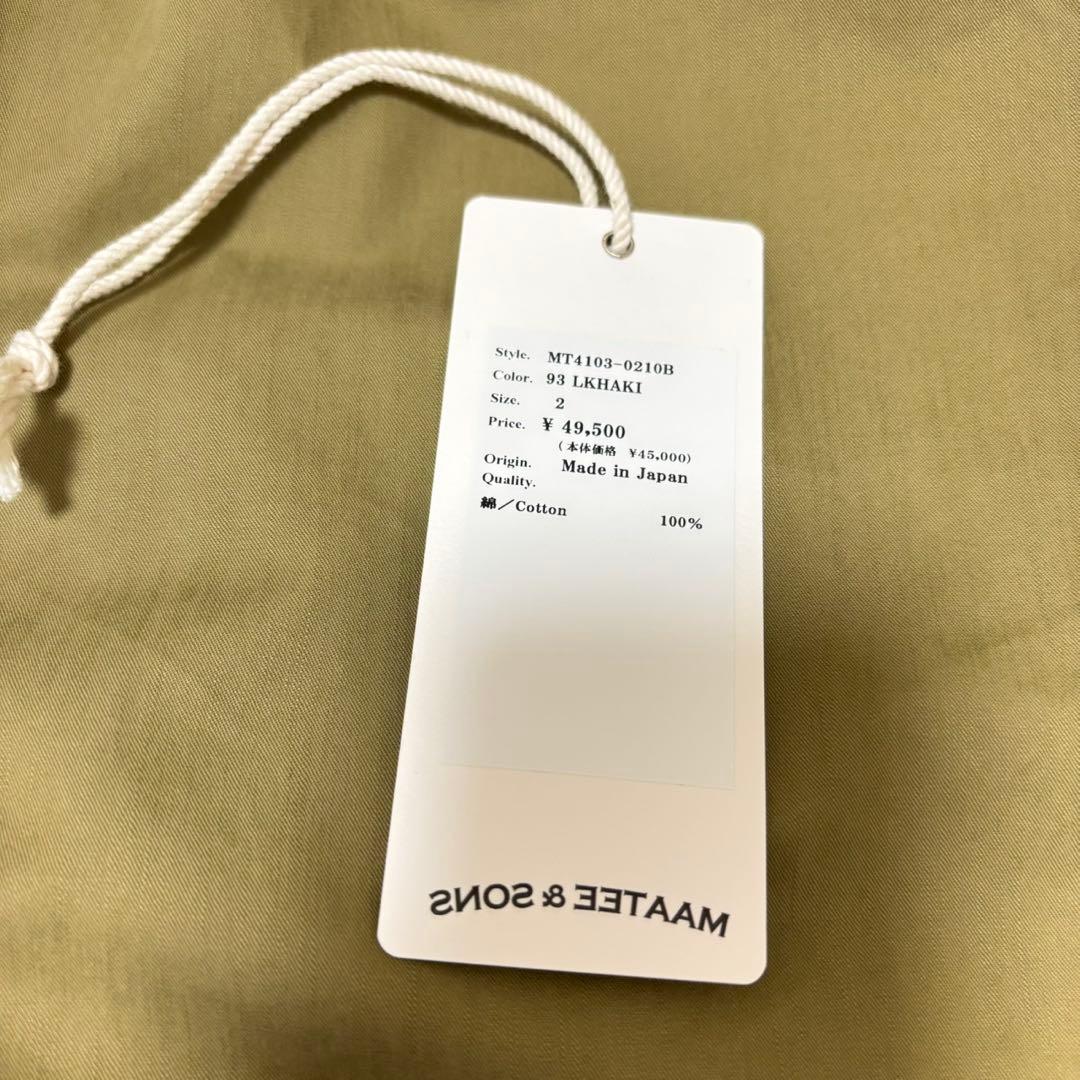 Style. MT4103-0210B
Color. 93 LKHAKI
Size. 2
Price. ¥ 49,500
(本体価格 ¥45,000)
Origin. Made in Japan
Quality.
綿/Cotton 100%
MAATEE & SONS